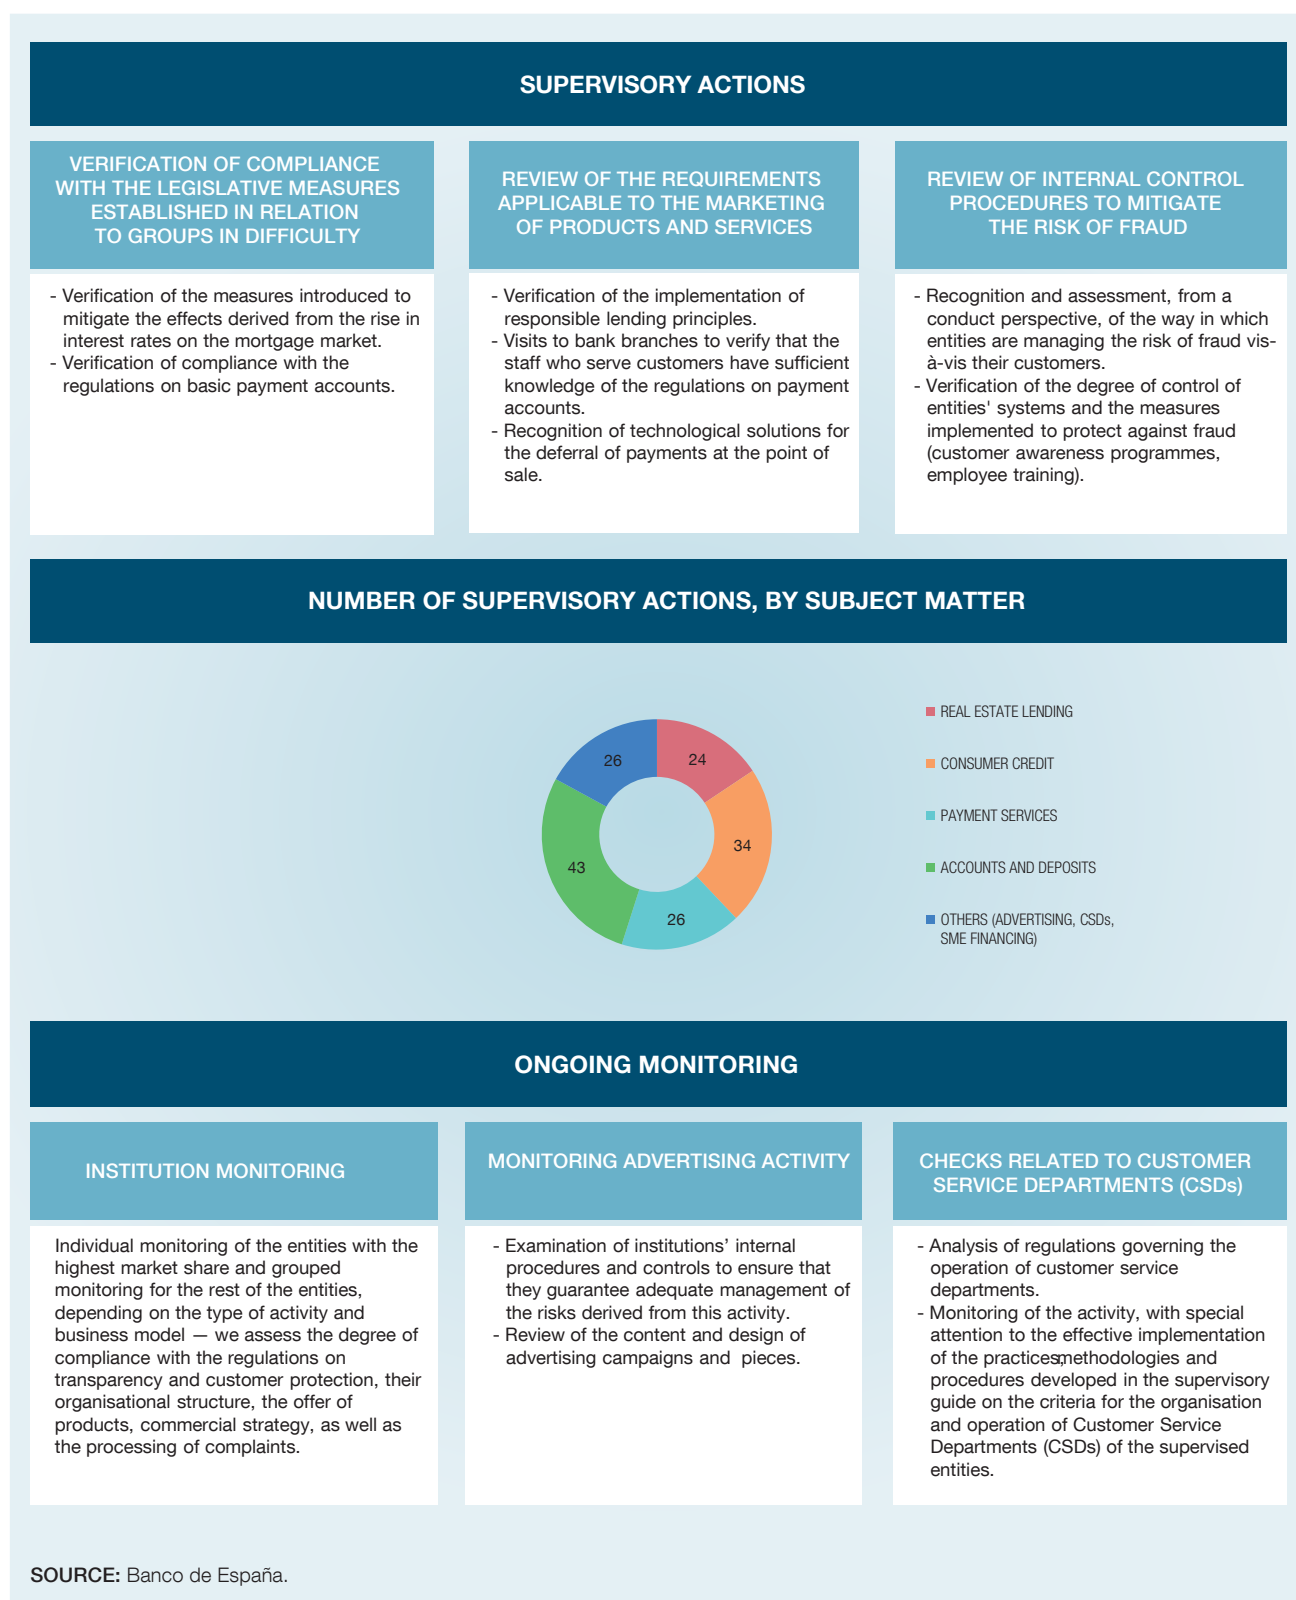 SUPERVISORY ACTIONS
VERIFICATION OF COMPLIANCE
WITH THE LEGISLATIVE MEASURES
ESTABLISHED IN RELATION
TO GROUPS IN DIFFICULTY
- Verification of the measures introduced to
mitigate the effects derived from the rise in
interest rates on the mortgage market.
- Verification of compliance with the
regulations on basic payment accounts.
REVIEW OF THE REQUIREMENTS
APPLICABLE TO THE MARKETING
OF PRODUCTS AND SERVICES
- Verification of the implementation of
responsible lending principles.
- Visits to bank branches to verify that the
staff who serve customers have sufficient
knowledge of the regulations on payment
accounts.
- Recognition of technological solutions for
the deferral of payments at the point of
sale.
REVIEW OF INTERNAL CONTROL
PROCEDURES TO MITIGATE
THE RISK OF FRAUD
- Recognition and assessment, from a
conduct perspective, of the way in which
entities are managing the risk of fraud vis-
à-vis their customers.
- Verification of the degree of control of
entities' systems and the measures
implemented to protect against fraud
(customer awareness programmes,
employee training).
NUMBER OF SUPERVISORY ACTIONS, BY SUBJECT MATTER
24
34
26
43
26
REAL ESTATE LENDING
CONSUMER CREDIT
PAYMENT SERVICES
ACCOUNTS AND DEPOSITS
OTHERS (ADVERTISING, CSDs,
SME FINANCING)
ONGOING MONITORING
INSTITUTION MONITORING
Individual monitoring of the entities with the
highest market share and grouped
monitoring for the rest of the entities,
depending on the type of activity and
business model — we assess the degree of
compliance with the regulations on
transparency and customer protection, their
organisational structure, the offer of
products, commercial strategy, as well as
the processing of complaints.
MONITORING ADVERTISING ACTIVITY
- Examination of institutions’ internal
procedures and controls to ensure that
they guarantee adequate management of
the risks derived from this activity.
- Review of the content and design of
advertising campaigns and pieces.
CHECKS RELATED TO CUSTOMER
SERVICE DEPARTMENTS (CSDs)
- Analysis of regulations governing the
operation of customer service
departments.
- Monitoring of the activity, with special
attention to the effective implementation
of the practices,methodologies and
procedures developed in the supervisory
guide on the criteria for the organisation
and operation of Customer Service
Departments (CSDs) of the supervised
entities.
SOURCE: Banco de España.